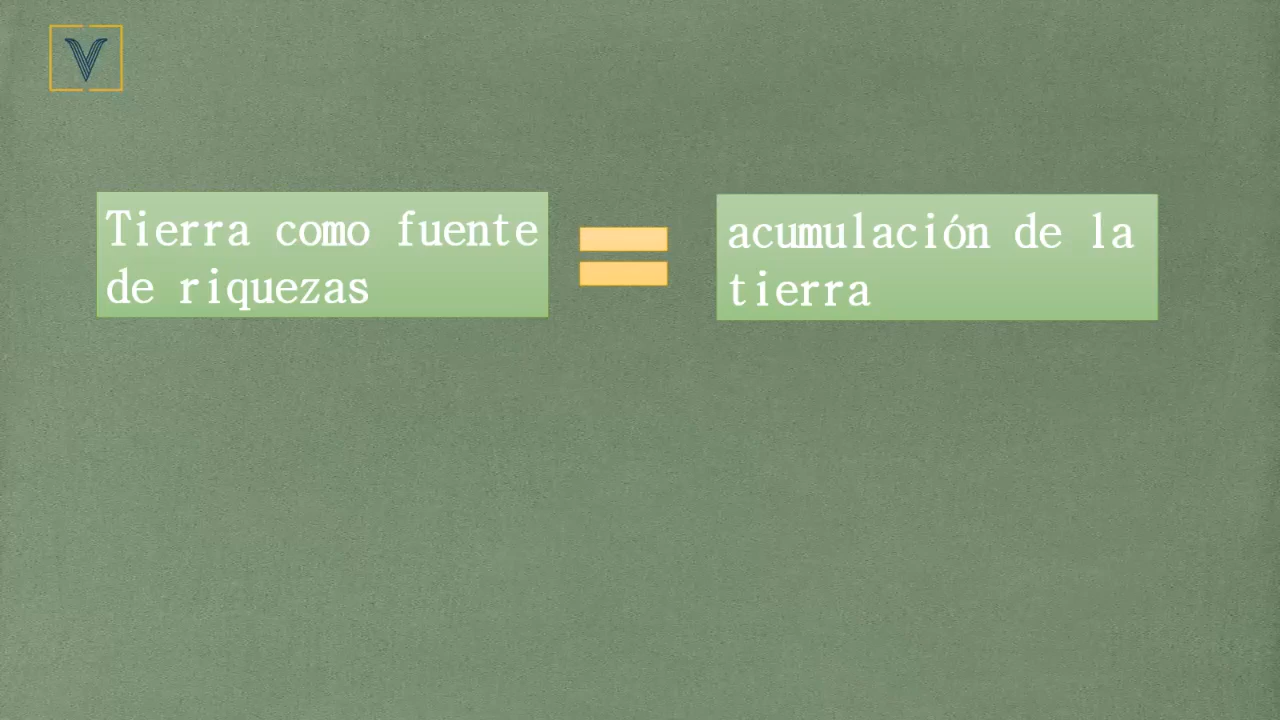 V
Tierra como fuente
de riquezas
acumulación de la
tierra